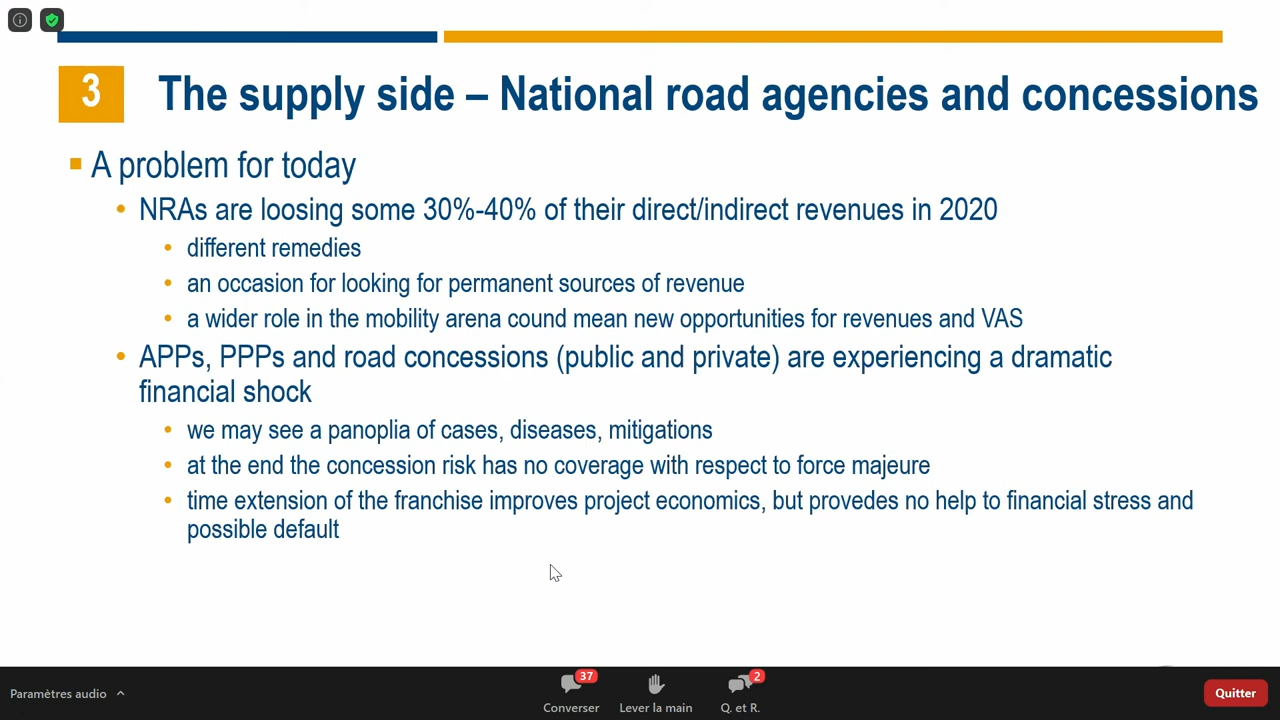 3
The supply side – National road agencies and concessions
A problem for today
NRAs are loosing some 30%-40% of their direct/indirect revenues in 2020
different remedies
an occasion for looking for permanent sources of revenue
a wider role in the mobility arena cound mean new opportunities for revenues and VAS
APPs, PPPs and road concessions (public and private) are experiencing a dramatic
financial shock
we may see a panoplia of cases, diseases, mitigations
at the end the concession risk has no coverage with respect to force majeure
time extension of the franchise improves project economics, but provedes no help to financial stress and
possible default
Paramètres audio
37
Converser
Lever la main
2
Q. et R.
Quitter